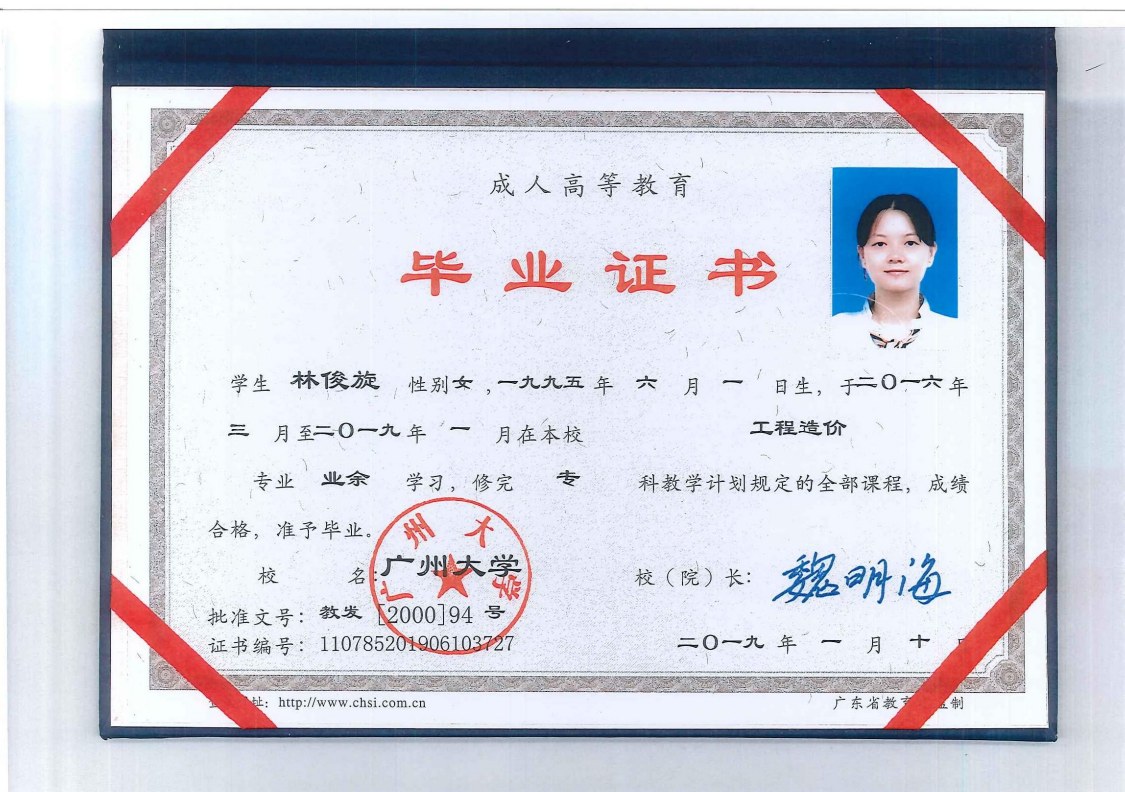 成人高等教育
毕业证书
学生 林俊旋 性别女，一九九五年 六 月 一 日生，于二〇一六年
三 月至二〇一九年 一 月在本校 工程造价
专业 业余 学习，修完 专 科教学计划规定的全部课程，成绩
合格，准予毕业。
广州大学
校 名：广州大学 校（院）长：魏明海
批准文号：教发 [2000]94 号
证书编号：110785201906103727 二〇一九 年 一 月 十
址：http://www.chsi.com.cn 广东省教 制